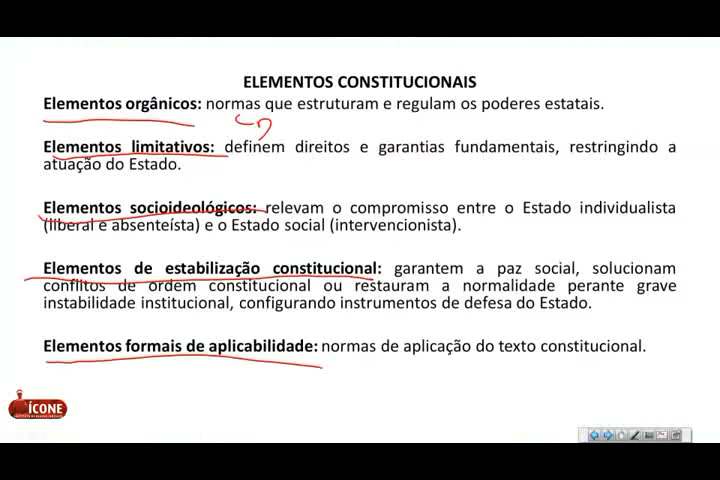 ELEMENTOS CONSTITUCIONAIS
Elementos orgânicos: normas que estruturam e regulam os poderes estatais.
Elementos limitativos: definem direitos e garantias fundamentais, restringindo a
atuação do Estado.
Elementos socioideológicos: relevam o compromisso entre o Estado individualista
(liberal e absenteísta) e o Estado social (intervencionista).
Elementos de estabilização constitucional: garantem a paz social, solucionam
conflitos de ordem constitucional ou restauram a normalidade perante grave
instabilidade institucional, configurando instrumentos de defesa do Estado.
Elementos formais de aplicabilidade: normas de aplicação do texto constitucional.
ÍCONE